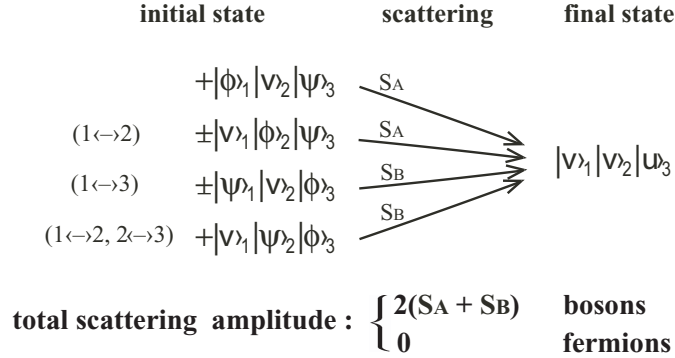 initial state scattering final state
+|ϕ⟩₁|v⟩₂|ψ⟩₃ SA
(1<–>2) ±|v⟩₁|ϕ⟩₂|ψ⟩₃ SA |v⟩₁|v⟩₂|u⟩₃
(1<–>3) ±|ψ⟩₁|v⟩₂|ϕ⟩₃ SB
(1<–>2, 2<–>3) +|v⟩₁|ψ⟩₂|ϕ⟩₃ SB
total scattering amplitude : { 2(SA + SB) bosons
0 fermions